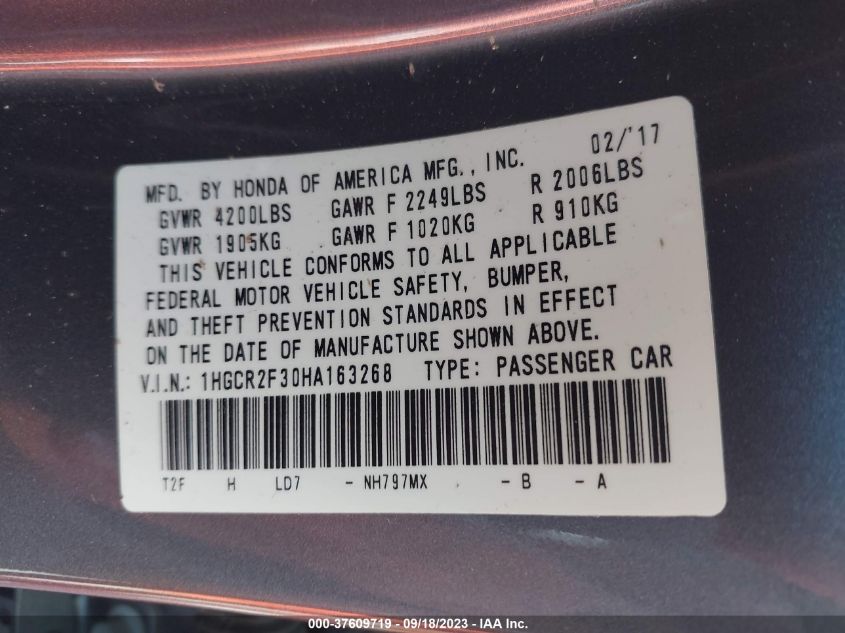 MFD. BY HONDA OF AMERICA MFG., INC. 02/'17
GVWR 4200LBS GAWR F 2249LBS R 2006LBS
GVWR 1905KG GAWR F 1020KG R 910KG
THIS VEHICLE CONFORMS TO ALL APPLICABLE
FEDERAL MOTOR VEHICLE SAFETY, BUMPER,
AND THEFT PREVENTION STANDARDS IN EFFECT
ON THE DATE OF MANUFACTURE SHOWN ABOVE.
V.I.N.: 1HGCR2F30HA163268 TYPE: PASSENGER CAR
T2F H LD7 - NH797MX - B - A
000-37609719 - 09/18/2023 - IAA Inc.